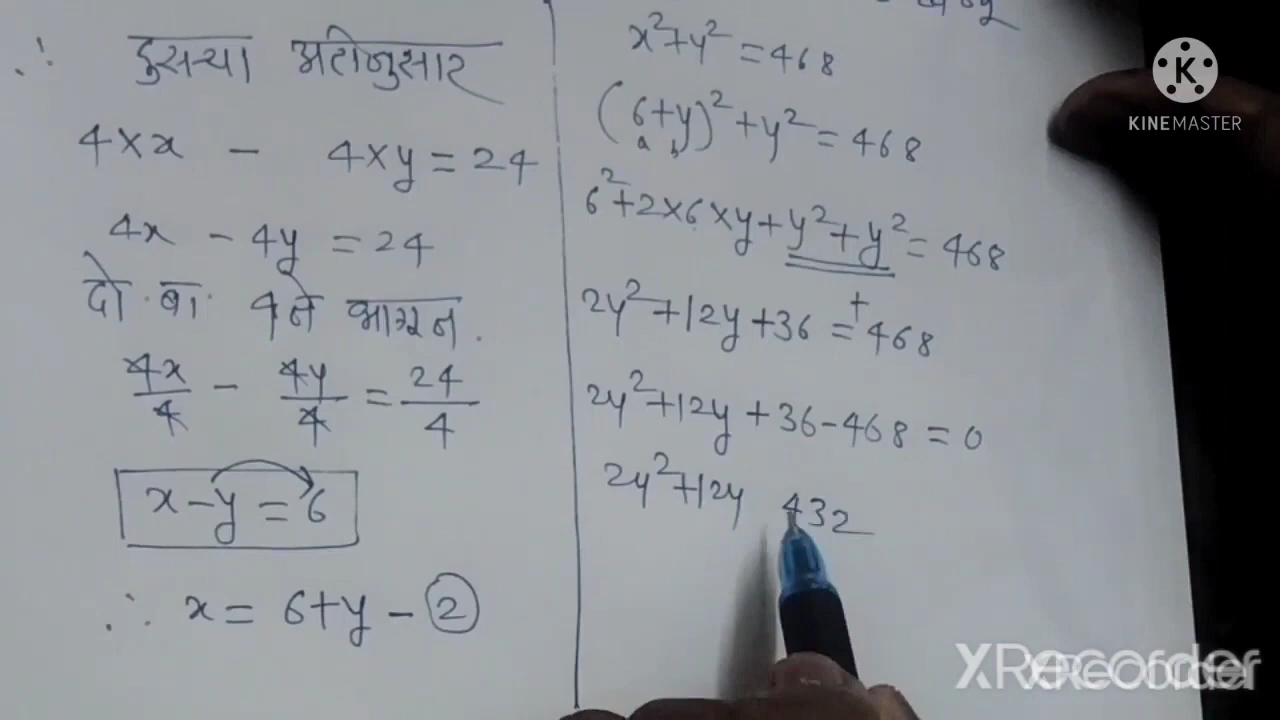 ∴ दुसऱ्या अटीनुसार
4×x - 4×y = 24
4x - 4y = 24
दो. बा. 4 ने भागून.
4x/4 - 4y/4 = 24/4
x-y = 6
∴ x = 6+y - ②
x²+y² = 468
(6+y)²+y² = 468
a b
6²+2×6×y+y²+y² = 468
2y²+12y+36 = +468
2y²+12y+36-468 = 0
2y²+12y 432
K
KINEMASTER
XRecorder